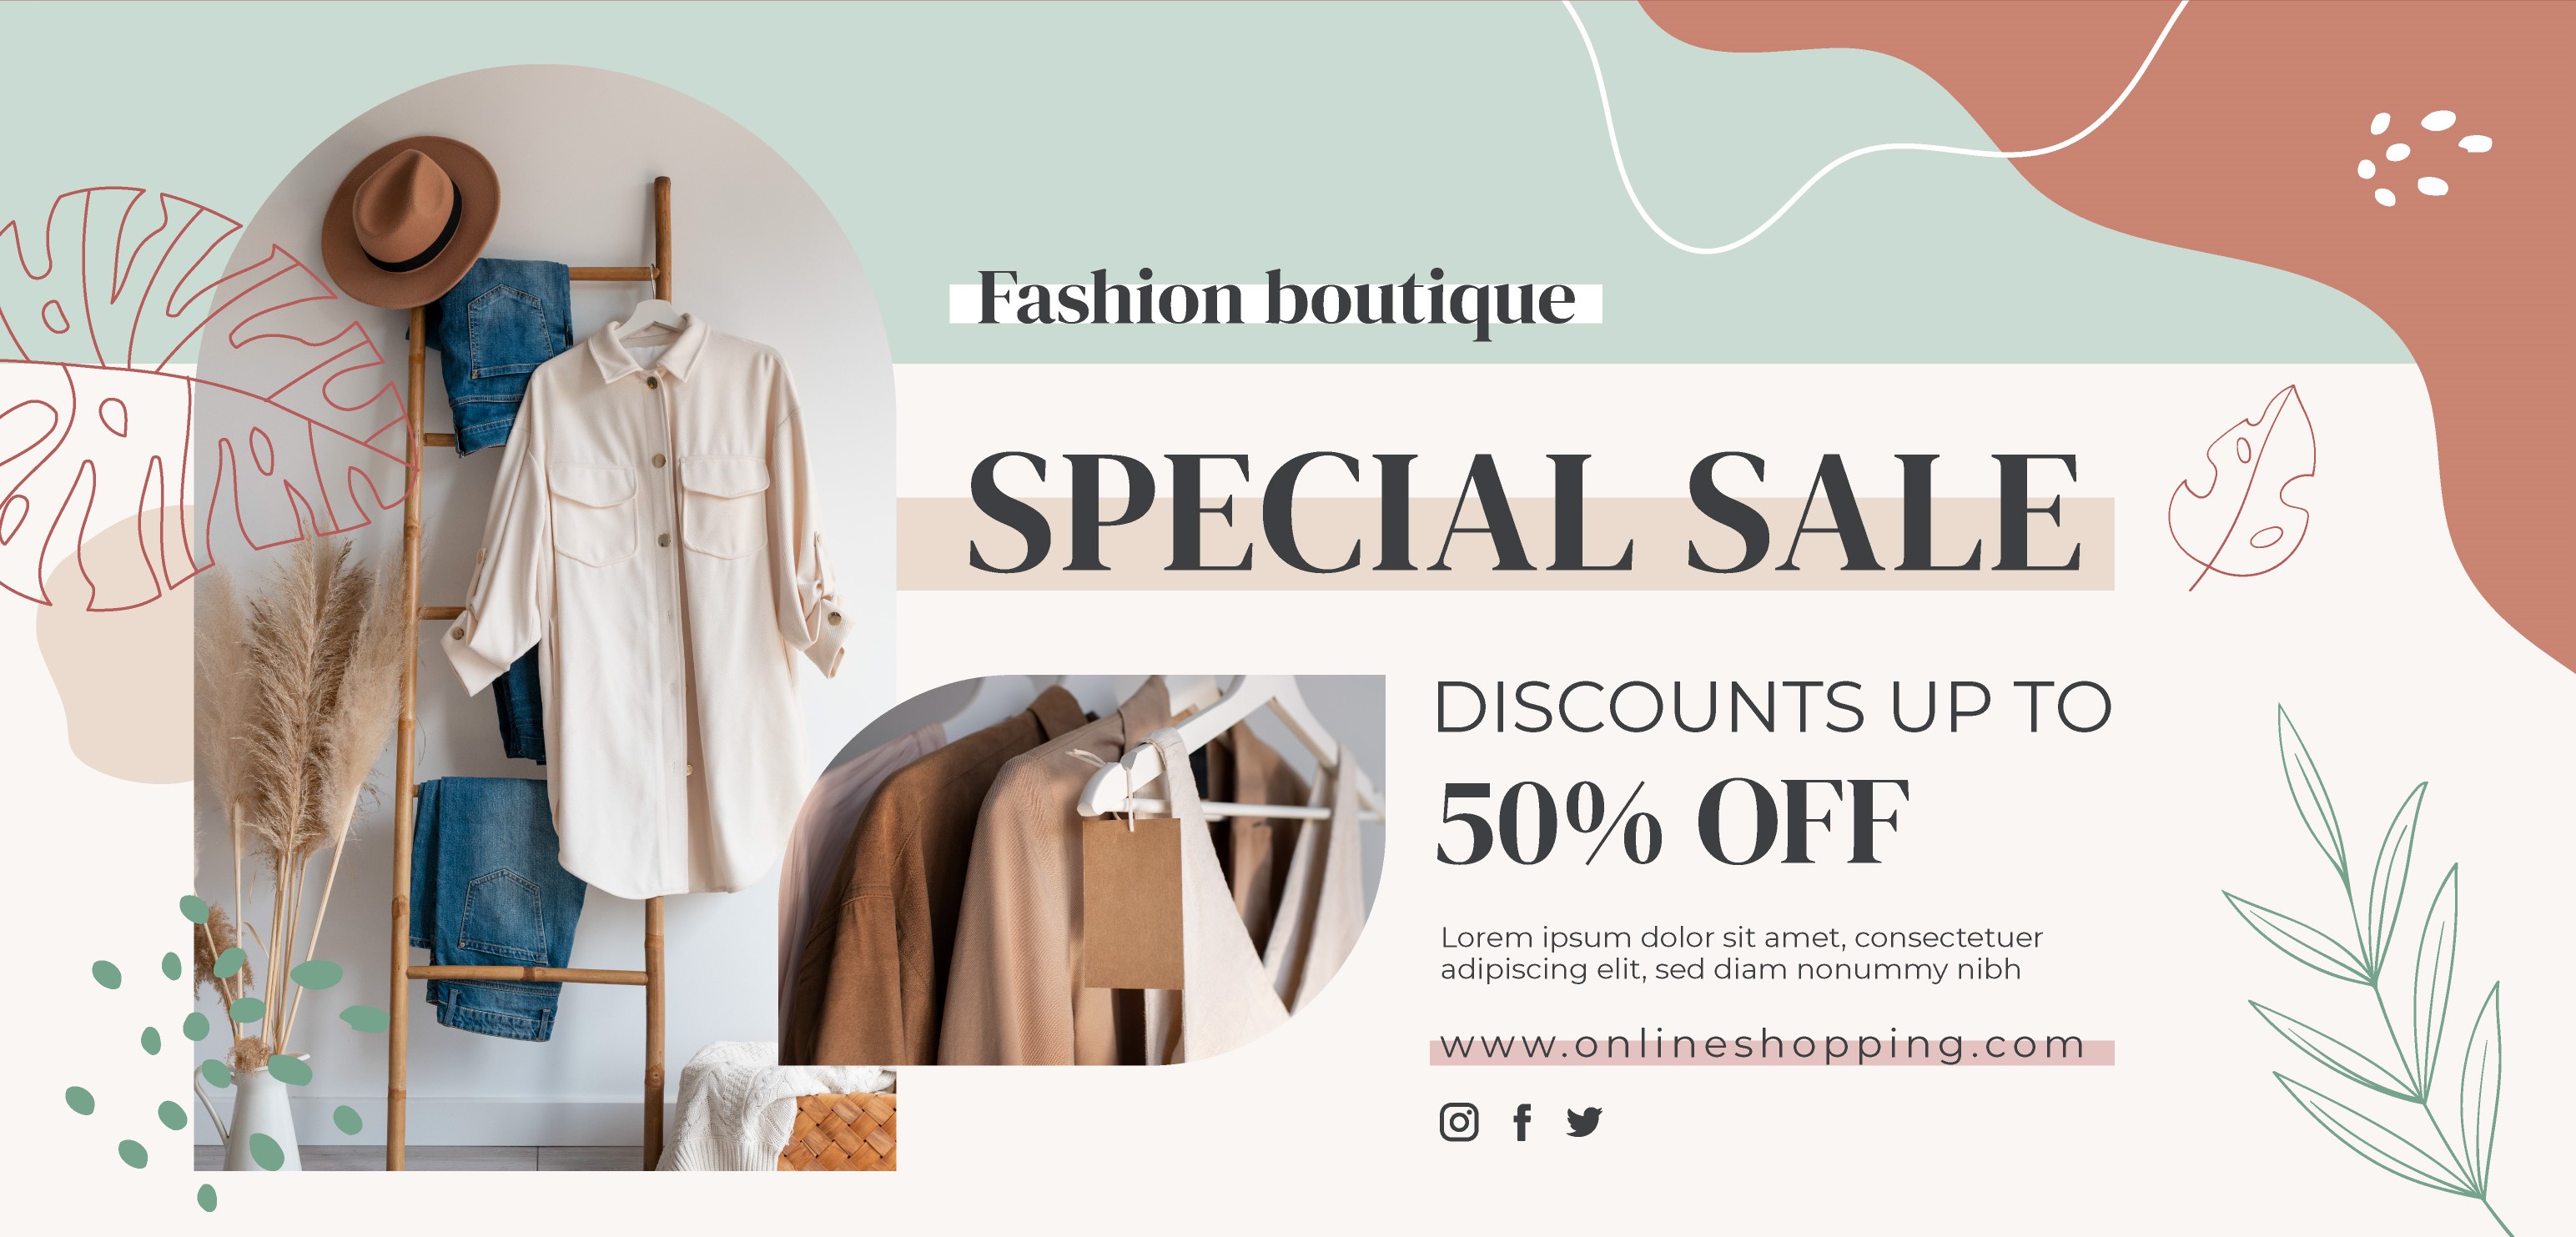 Fashion boutique
SPECIAL SALE
DISCOUNTS UP TO
50% OFF
Lorem ipsum dolor sit amet, consectetuer
adipiscing elit, sed diam nonummy nibh
www.onlineshopping.com